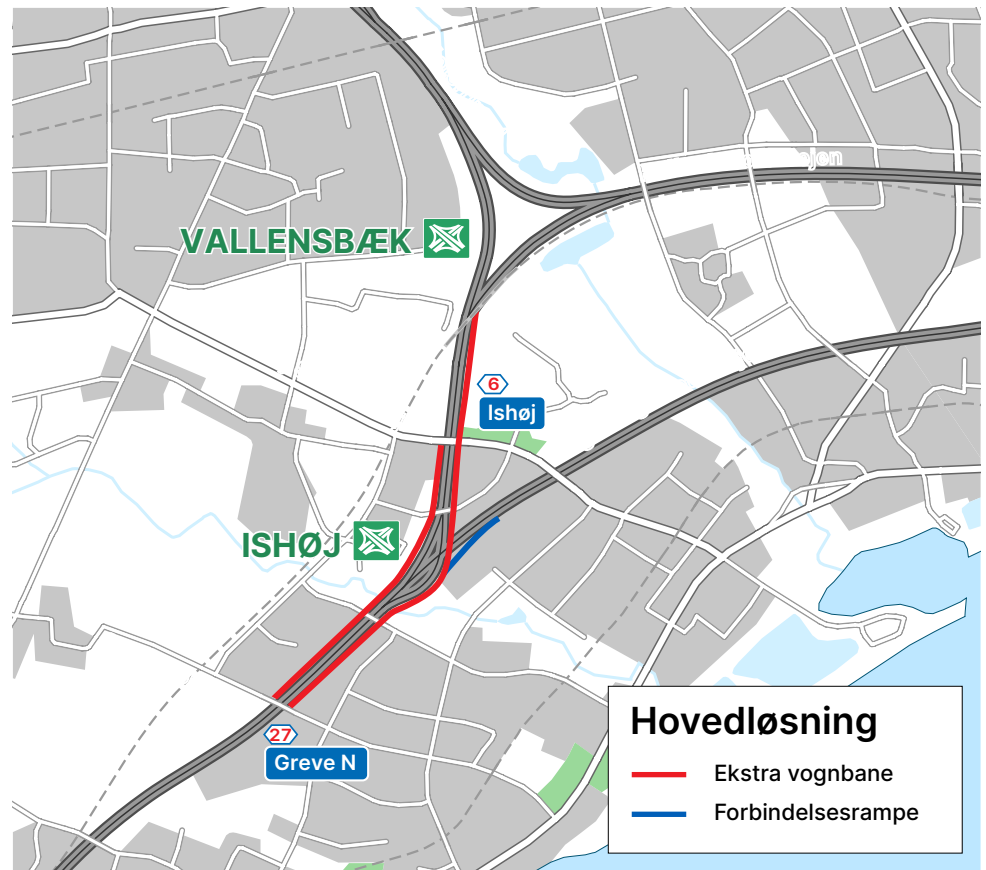 VALLENSBÆK
6
Ishøj
ISHØJ
27
Greve N
Hovedløsning
Ekstra vognbane
Forbindelsesrampe